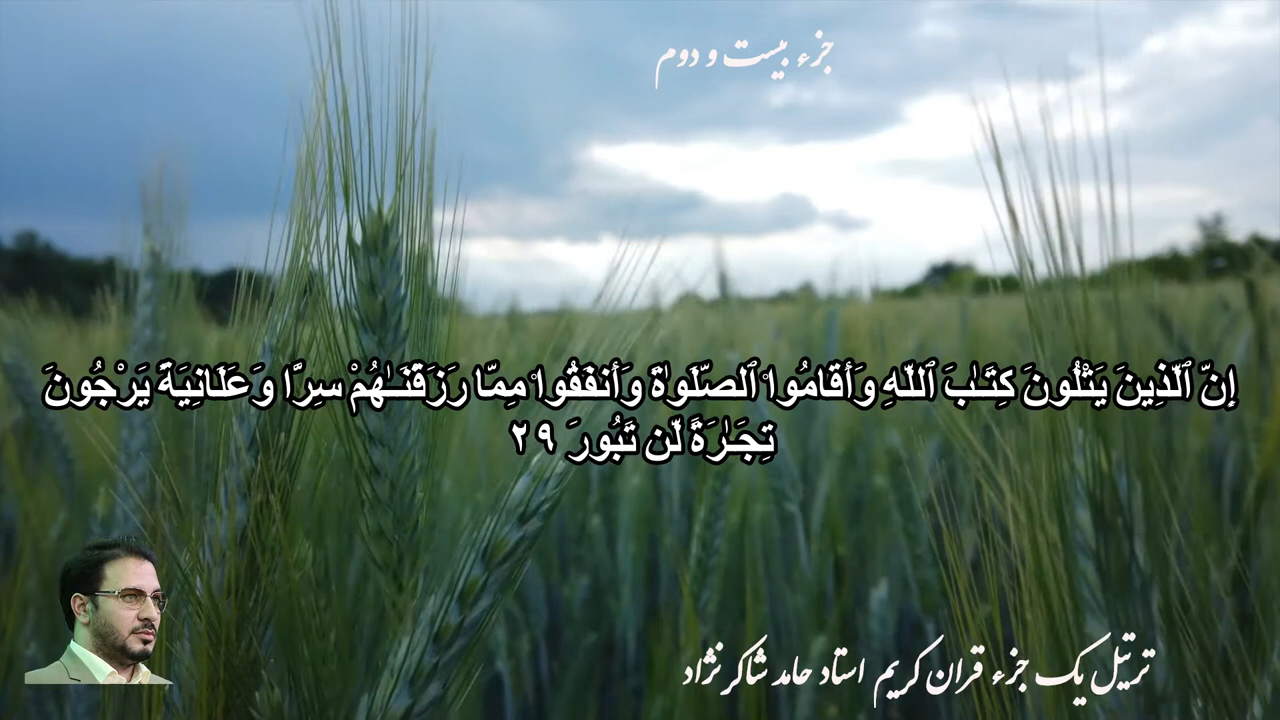 جزء بیست و دوم
إِنَّ ٱلَّذِينَ يَتْلُونَ كِتَٰبَ ٱللَّهِ وَأَقَامُوا۟ ٱلصَّلَوٰةَ وَأَنفَقُوا۟ مِمَّا رَزَقْنَٰهُمْ سِرًّا وَعَلَانِيَةً يَرْجُونَ
تِجَٰرَةً لَّن تَبُورَ ٢٩
ترتیل یک جزء قران کریم استاد حامد شاکرنژاد